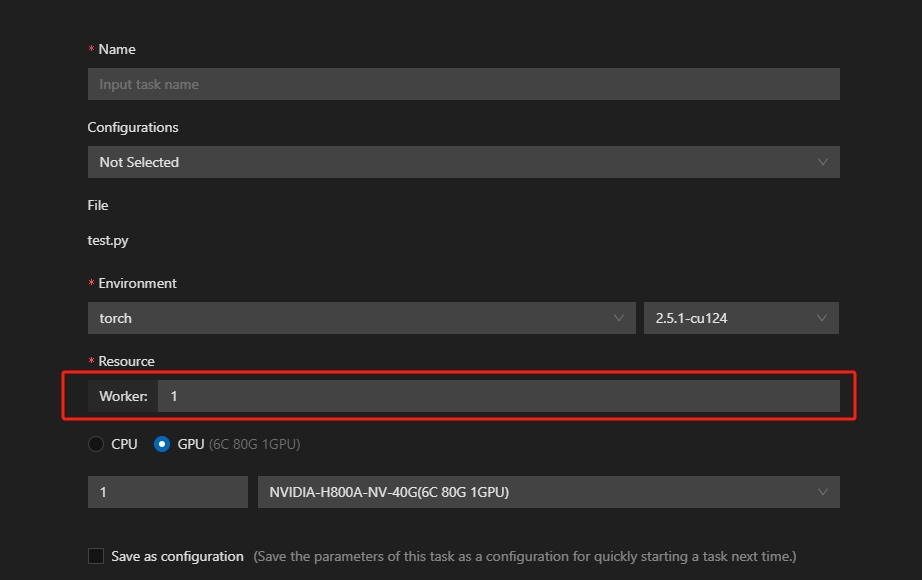 * Name
Input task name
Configurations
Not Selected
File
test.py
* Environment
torch 2.5.1-cu124
* Resource
Worker: 1
CPU GPU (6C 80G 1GPU)
1 NVIDIA-H800A-NV-40G(6C 80G 1GPU)
Save as configuration (Save the parameters of this task as a configuration for quickly starting a task next time.)